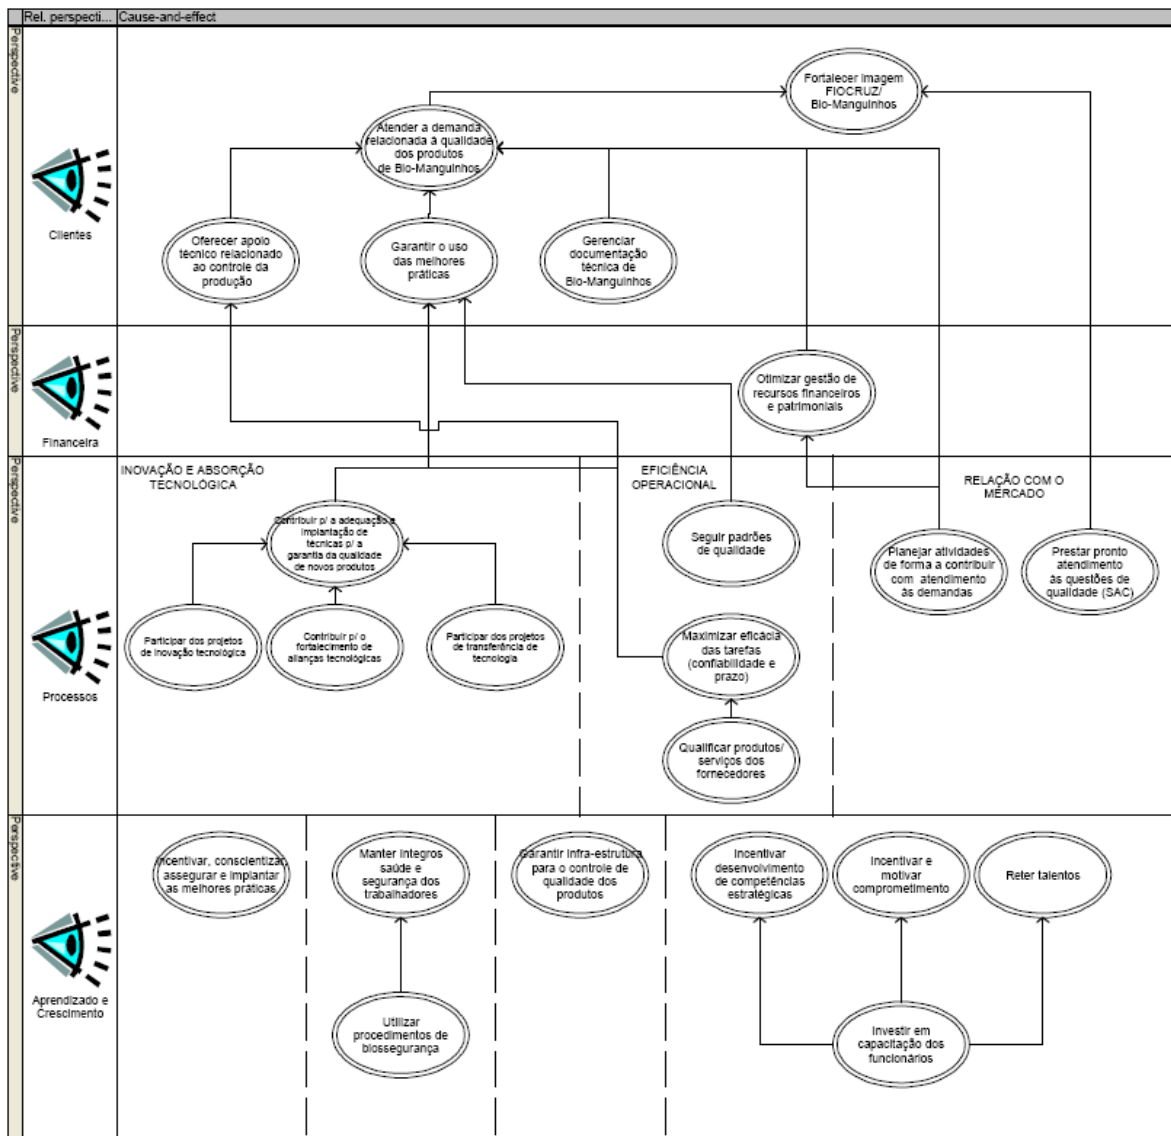 Rel. perspecti...
Cause-and-effect
Perspective
Clientes
Fortalecer Imagem
FIOCRUZ/
Bio-Manguinhos
Atender a demanda
relacionada à qualidade
dos produtos
de Bio-Manguinhos
Oferecer apoio
técnico relacionado
ao controle da
produção
Garantir o uso
das melhores
práticas
Gerenciar
documentação
técnica de
Bio-Manguinhos
Perspective
Financeira
Otimizar gestão de
recursos financeiros
e patrimoniais
Perspective
Processos
INOVAÇÃO E ABSORÇÃO
TECNOLÓGICA
EFICIÊNCIA
OPERACIONAL
RELAÇÃO COM O
MERCADO
Contribuir p/ a adequação e
implantação de
técnicas p/ a
garantia da qualidade
de novos produtos
Seguir padrões
de qualidade
Planejar atividades
de forma a contribuir
com atendimento
às demandas
Prestar pronto
atendimento
às questões de
qualidade (SAC)
Participar dos projetos
de inovação tecnológica
Contribuir p/ o
fortalecimento de
alianças tecnológicas
Participar dos projetos
de transferência de
tecnologia
Maximizar eficácia
das tarefas
(confiabilidade e
prazo)
Qualificar produtos/
serviços dos
fornecedores
Perspective
Aprendizado e
Crescimento
Incentivar, conscientizar,
assegurar e implantar
as melhores práticas
Manter íntegros
saúde e
segurança dos
trabalhadores
Garantir infra-estrutura
para o controle de
qualidade dos
produtos
Incentivar
desenvolvimento
de competências
estratégicas
Incentivar e
motivar
comprometimento
Reter talentos
Utilizar
procedimentos de
biossegurança
Investir em
capacitação dos
funcionários